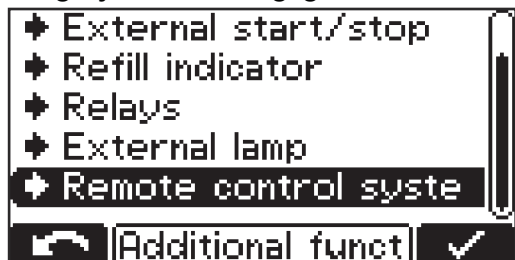 External start/stop
Refill indicator
Relays
External lamp
Remote control syste
Additional funct